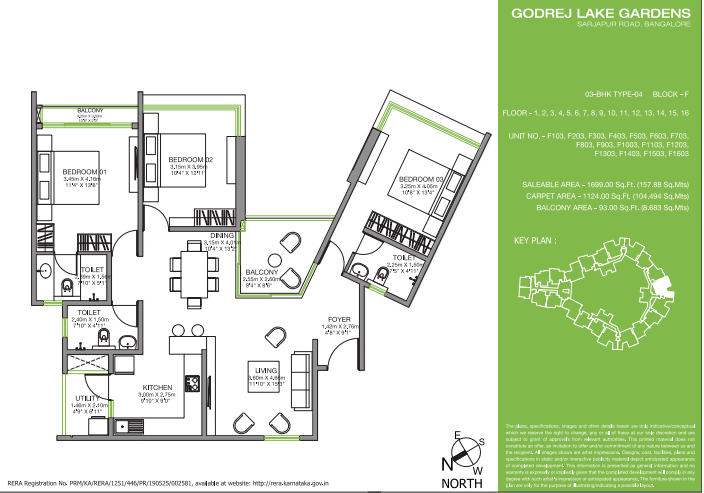 GODREJ LAKE GARDENS
SARJAPUR ROAD, BANGALORE
03-BHK TYPE-04 BLOCK - F
FLOOR - 1, 2, 3, 4, 5, 6, 7, 8, 9, 10, 11, 12, 13, 14, 15, 16
UNIT NO, - F103, F203, F303, F403, F503, F603, F703,
F803, F903, F1003, F1103, F1203,
F1303, F1403, F1503, F1603
SALEABLE AREA - 1699.00 Sq.Ft. (157.88 Sq.Mts)
CARPET AREA - 1124.00 Sq.Ft. (104.494 Sq.Mts)
BALCONY AREA - 93.00 Sq.Ft. (8.683 Sq.Mts)
KEY PLAN :
BALCONY
BEDROOM 01
3.45m X 4.16m
11'4" X 13'8"
BEDROOM 02
3.15m X 3.95m
10'4" X 12'11"
BEDROOM 03
3.25m X 4.05m
10'8" X 13'4"
DINING
3.15m X 4.01m
10'4" X 13'2"
BALCONY
2.55m X 2.60m
8'4" X 8'6"
TOILET
2.25m X 1.50m
7'5" X 4'11"
TOILET
7'10" X 5'1"
TOILET
2.40m X 1.50m
7'10" X 4'11"
FOYER
1.42m X 2.76m
4'8" X 9'1"
LIVING
3.60m X 4.66m
11'10" X 15'3"
KITCHEN
3.00m X 2.75m
9'10" X 9'0"
UTILITY
1.46m X 2.10m
4'9" X 6'11"
E
S
N
W
NORTH
The plans, specifications, images and other details herein are only indicative/conceptual
which we reserve the right to change, any or all of these at our sole discretion and are
subject to grant of approvals from relevant authorities. This printed material does not
constitute an offer, an invitation to offer and/or commitment of any nature between us and
the recipient. All images shown are artist impressions. Designs, cost, facilities, plans and
specifications in static and/or interactive publicity material depict anticipated appearance
of completed development. This information is presented as general information and no
warranty is expressly or impliedly given that the completed development will comply in any
degree with such artist's impression or anticipated appearance. The furniture shown in the
plan are only for the purpose of illustrating/indicating a possible layout.
RERA Registration No. PRM/KA/RERA/1251/446/PR/190525/002581, available at website: http://rera-karnataka.gov.in